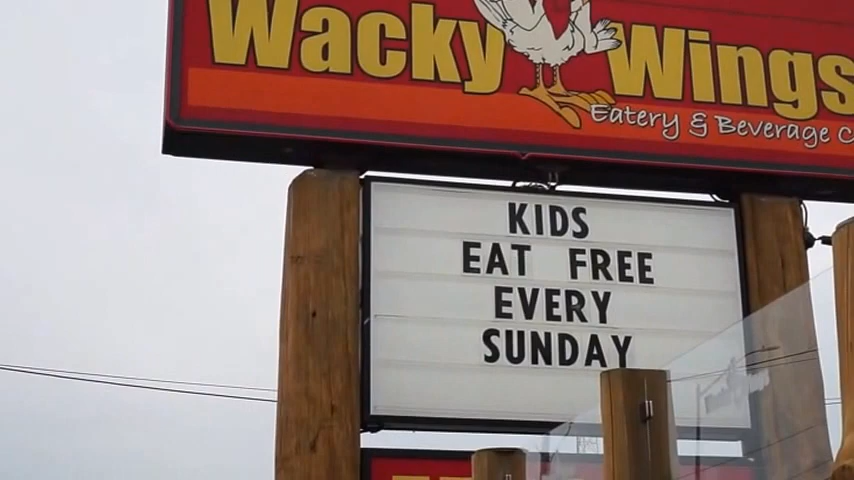 Wacky Wings
Eatery & Beverage
KIDS
EAT FREE
EVERY
SUNDAY